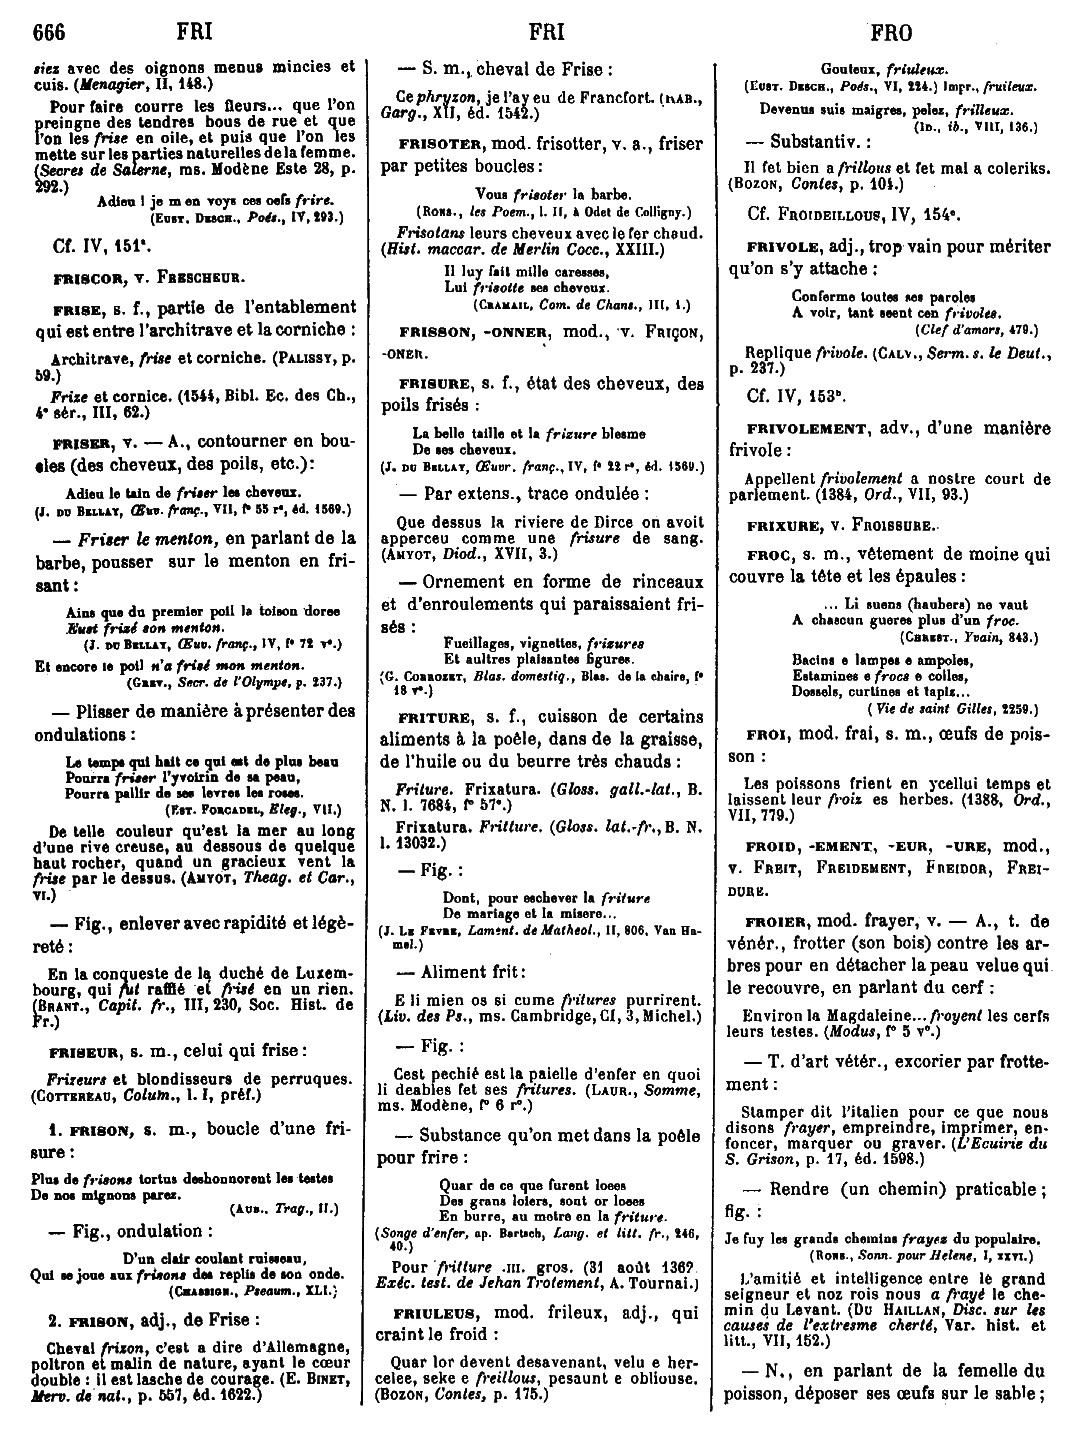 666 FRI FRI FRO
siez avec des oignons menus mincies et
cuis. (Menagier, II, 148.)
Pour faire courre les fleurs... que l'on
preingne des tendres bous de rue et que
l'on les frise en oile, et puis que l'on les
mette sur les parties naturelles de la femme.
(Secres de Salerne, ms. Modène Este 28, p.
292.)
Adieu ! je m en voys ces oefs frire.
(EUST. DESCH., Poés., IV, 293.)
Cf. IV, 151ᵃ.
FRISCOR, v. FRESCHEUR.
FRISE, s. f., partie de l'entablement
qui est entre l'architrave et la corniche :
Architrave, frise et corniche. (PALISSY, p.
59.)
Frize et cornice. (1544, Bibl. Ec. des Ch.,
4ᵉ sér., III, 62.)
FRISER, v. — A., contourner en bou-
cles (des cheveux, des poils, etc.):
Adieu le tain de friser les cheveux.
(J. DU BELLAY, Œuv. franç., VII, fº 55 rº, éd. 1569.)
— Friser le menton, en parlant de la
barbe, pousser sur le menton en fri-
sant :
Ains que du premier poil la toison doree
Eust frizé son menton.
(J. DU BELLAY, Œuv. franç., IV, fº 72 vº.)
Et encore le poil n'a frisé mon menton.
(GREV., Secr. de l'Olympe, p. 237.)
— Plisser de manière à présenter des
ondulations :
Le temps qui hait ce qui est de plus beau
Pourra friser l'yvoirin de sa peau,
Pourra pallir de ses levres les roses.
(EST. FORCADEL, Eleg., VII.)
De telle couleur qu'est la mer au long
d'une rive creuse, au dessous de quelque
haut rocher, quand un gracieux vent la
frise par le dessus. (AMYOT, Theag. et Car.,
VI.)
— Fig., enlever avec rapidité et légè-
reté :
En la conqueste de la duché de Luxem-
bourg, qui fut rafflé et frisé en un rien.
(BRANT., Capit. fr., III, 230, Soc. Hist. de
Fr.)
FRISEUR, s. m., celui qui frise :
Frizeurs et blondisseurs de perruques.
(COTTEREAU, Colum., l. I, préf.)
1. FRISON, s. m., boucle d'une fri-
sure :
Plus de frisons tortus deshonnorent les testes
De nos mignons parez.
(AUB., Trag., II.)
— Fig., ondulation :
D'un clair coulant ruisseau,
Qui se joue aux frisons des replis de son onde.
(CHASSIGN., Pseaum., XLI.)
2. FRISON, adj., de Frise :
Cheval frizon, c'est a dire d'Allemagne,
poltron et malin de nature, ayant le cœur
double : il est lasche de courage. (E. BINET,
Merv. de nat., p. 557, éd. 1622.)
— S. m., cheval de Frise :
Ce phryzon, je l'ay eu de Francfort. (RAB.,
Garg., XII, éd. 1542.)
FRISOTER, mod. frisotter, v. a., friser
par petites boucles :
Vous frisoter la barbe.
(RONS., les Poem., l. II, à Odet de Colligny.)
Frisotans leurs cheveux avec le fer chaud.
(Hist. maccar. de Merlin Cocc., XXIII.)
Il luy fait mille caresses,
Lui frisotte ses cheveux.
(CRAMAIL, Com. de Chans., III, 1.)
FRISSON, -ONNER, mod., v. FRIÇON,
-ONER.
FRISURE, s. f., état des cheveux, des
poils frisés :
La belle taille et la frizure blesme
De ses cheveux.
(J. DU BELLAY, Œuvr. franç., IV, fº 22 rº, éd. 1569.)
— Par extens., trace ondulée :
Que dessus la riviere de Dirce on avoit
apperceu comme une frisure de sang.
(AMYOT, Diod., XVII, 3.)
— Ornement en forme de rinceaux
et d'enroulements qui paraissaient fri-
sés :
Fueillages, vignettes, frizures
Et aultres plaisantes figures.
(G. CORROZET, Blas. domestiq., Blas. de la chaire, fº
18 rº.)
FRITURE, s. f., cuisson de certains
aliments à la poêle, dans de la graisse,
de l'huile ou du beurre très chauds :
Friture. Frixatura. (Gloss. gall.-lat., B.
N. l. 7684, fº 57ᵉ.)
Frixatura. Fritture. (Gloss. lat.-fr., B. N.
l. 13032.)
— Fig. :
Dont, pour eschever la friture
De mariage et la misere...
(J. LE FEVRE, Lament. de Matheol., II, 806, Van Ha-
mel.)
— Aliment frit :
E li mien os si cume fritures purrirent.
(Liv. des Ps., ms. Cambridge, CI, 3, Michel.)
— Fig. :
Cest pechié est la paielle d'enfer en quoi
li deables fet ses fritures. (LAUR., Somme,
ms. Modène, fº 6 rº.)
— Substance qu'on met dans la poêle
pour frire :
Quar de ce que furent loees
Des grans loiers, sont or loees
En burre, au metre en la friture.
(Songe d'enfer, ap. Bartsch, Lang. et litt. fr., 246,
40.)
Pour fritture .III. gros. (31 août 1367
Exéc. test. de Jehan Trotement, A. Tournai.)
FRIULEUS, mod. frileux, adj., qui
craint le froid :
Quar lor devent desavenant, velu e her-
celee, seke e freillous, pesaunt e obliouse.
(BOZON, Contes, p. 175.)
Gouteux, friuleux.
(EUST. DESCH., Poés., VI, 224.) Impr., fruileux.
Devenus suis maigres, pelez, frilleux.
(ID., ib., VIII, 136.)
— Substantiv. :
Il fet bien a frillous et fet mal a coleriks.
(BOZON, Contes, p. 104.)
Cf. FROIDEILLOUS, IV, 154ᶜ.
FRIVOLE, adj., trop vain pour mériter
qu'on s'y attache :
Conferme toutes ses paroles
A voir, tant seent cen frivoles.
(Clef d'amors, 479.)
Replique frivole. (CALV., Serm. s. le Deut.,
p. 237.)
Cf. IV, 153ᵇ.
FRIVOLEMENT, adv., d'une manière
frivole :
Appellent frivolement a nostre court de
parlement. (1384, Ord., VII, 93.)
FRIXURE, v. FROISSURE.
FROC, s. m., vêtement de moine qui
couvre la tête et les épaules :
... Li suens (haubers) ne vaut
A chascun gueres plus d'un froc.
(CHREST., Yvain, 843.)
Bacins e lampes e ampoles,
Estamines e frocs e colles,
Dossels, curtines et tapiz...
(Vie de saint Gilles, 2259.)
FROI, mod. frai, s. m., œufs de pois-
son :
Les poissons frient en ycellui temps et
laissent leur froiz es herbes. (1388, Ord.,
VII, 779.)
FROID, -EMENT, -EUR, -URE, mod.,
v. FREIT, FREIDEMENT, FREIDOR, FREI-
DURE.
FROIER, mod. frayer, v. — A., t. de
vénér., frotter (son bois) contre les ar-
bres pour en détacher la peau velue qui
le recouvre, en parlant du cerf :
Environ la Magdaleine... froyent les cerfs
leurs testes. (Modus, fº 5 vº.)
— T. d'art vétér., excorier par frotte-
ment :
Stamper dit l'italien pour ce que nous
disons frayer, empreindre, imprimer, en-
foncer, marquer ou graver. (L'Ecuirie du
S. Grison, p. 17, éd. 1598.)
— Rendre (un chemin) praticable ;
fig. :
Je fuy les grands chemins frayez du populaire.
(RONS., Sonn. pour Helene, I, XXVI.)
L'amitié et intelligence entre le grand
seigneur et noz rois nous a frayé le che-
min du Levant. (DU HAILLAN, Disc. sur les
causes de l'extresme cherté, Var. hist. et
litt., VII, 152.)
— N., en parlant de la femelle du
poisson, déposer ses œufs sur le sable ;